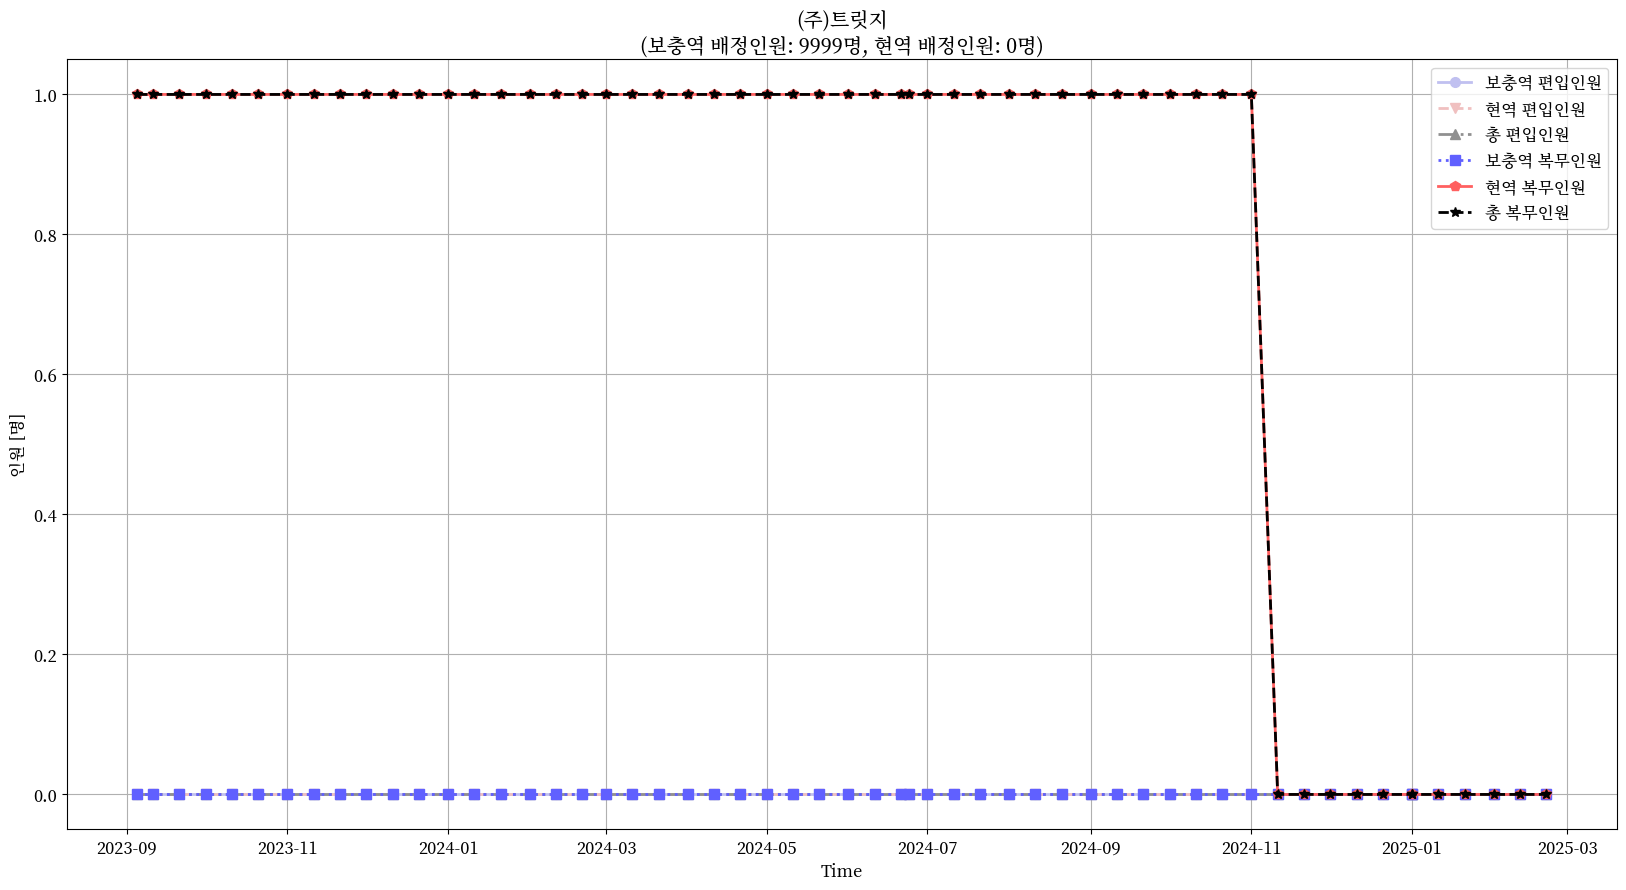 (주)트릿지
(보충역 배정인원: 9999명, 현역 배정인원: 0명)
보충역 편입인원
현역 편입인원
총 편입인원
보충역 복무인원
현역 복무인원
총 복무인원
인원 [명]
1.0
0.8
0.6
0.4
0.2
0.0
2023-09 2023-11 2024-01 2024-03 2024-05 2024-07 2024-09 2024-11 2025-01 2025-03
Time